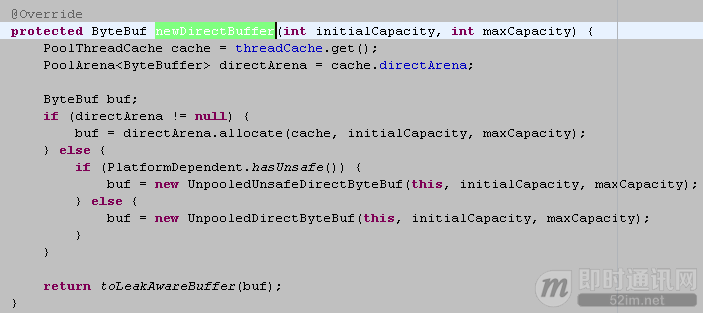 @Override
protected ByteBuf newDirectBuffer(int initialCapacity, int maxCapacity) {
    PoolThreadCache cache = threadCache.get();
    PoolArena<ByteBuffer> directArena = cache.directArena;

    ByteBuf buf;
    if (directArena != null) {
        buf = directArena.allocate(cache, initialCapacity, maxCapacity);
    } else {
        if (PlatformDependent.hasUnsafe()) {
            buf = new UnpooledUnsafeDirectByteBuf(this, initialCapacity, maxCapacity);
        } else {
            buf = new UnpooledDirectByteBuf(this, initialCapacity, maxCapacity);
        }
    }

    return toLeakAwareBuffer(buf);
}
m 即时通讯网
52im.net